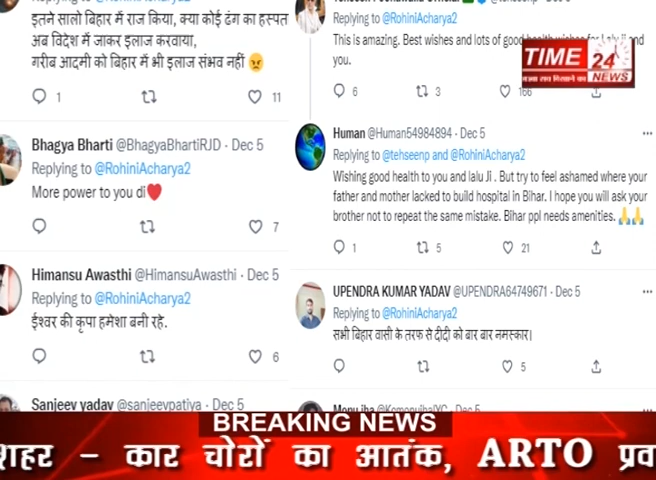 Replying to @RohiniAcharya2
इतने सालो बिहार में राज किया, क्या कोई ढंग का हस्पत
अब विदेश में जाकर इलाज करवाया,
गरीब आदमी को बिहार में भी इलाज संभव नहीं 😠
1 11
Bhagya Bharti @BhagyaBhartiRJD · Dec 5
Replying to @RohiniAcharya2
More power to you di❤️
7
Himansu Awasthi @HimansuAwasthi · Dec 5
Replying to @RohiniAcharya2
ईश्वर की कृपा हमेशा बनी रहे.
6
Sanjeev yadav @sanjeevpatiya · Dec 5
Replying to @RohiniAcharya2
This is amazing. Best wishes and lots of good health wishes for Lalu ji and
you.
6 3 166
Human @Human54984894 · Dec 5
Replying to @tehseenp and @RohiniAcharya2
Wishing good health to you and lalu Ji . But try to feel ashamed where your
father and mother lacked to build hospital in Bihar. I hope you will ask your
brother not to repeat the same mistake. Bihar ppl needs amenities. 🙏🙏
1 5 21
UPENDRA KUMAR YADAV @UPENDRA64749671 · Dec 5
Replying to @RohiniAcharya2
सभी बिहार वासी के तरफ से दीदी को बार बार नमस्कार।
5
TIME 24
NEWS
BREAKING NEWS
शहर – कार चोरों का आतंक, ARTO प्रव